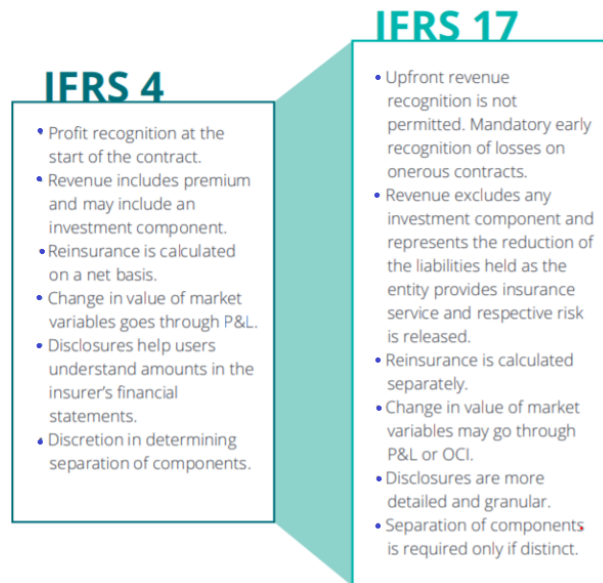 IFRS 4
• Profit recognition at the
start of the contract.
• Revenue includes premium
and may include an
investment component.
• Reinsurance is calculated
on a net basis.
• Change in value of market
variables goes through P&L.
• Disclosures help users
understand amounts in the
insurer's financial
statements.
• Discretion in determining
separation of components.
IFRS 17
• Upfront revenue
recognition is not
permitted. Mandatory early
recognition of losses on
onerous contracts.
• Revenue excludes any
investment component and
represents the reduction of
the liabilities held as the
entity provides insurance
service and respective risk
is released.
• Reinsurance is calculated
separately.
• Change in value of market
variables may go through
P&L or OCI.
• Disclosures are more
detailed and granular.
• Separation of components
is required only if distinct.